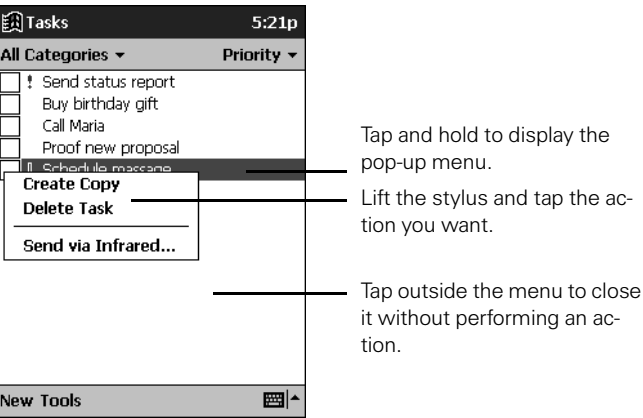 Tasks 5:21p
All Categories Priority
! Send status report
Buy birthday gift
Call Maria
Proof new proposal
Schedule massage
Create Copy
Delete Task
Send via Infrared...
New Tools
Tap and hold to display the
pop-up menu.
Lift the stylus and tap the ac-
tion you want.
Tap outside the menu to close
it without performing an ac-
tion.